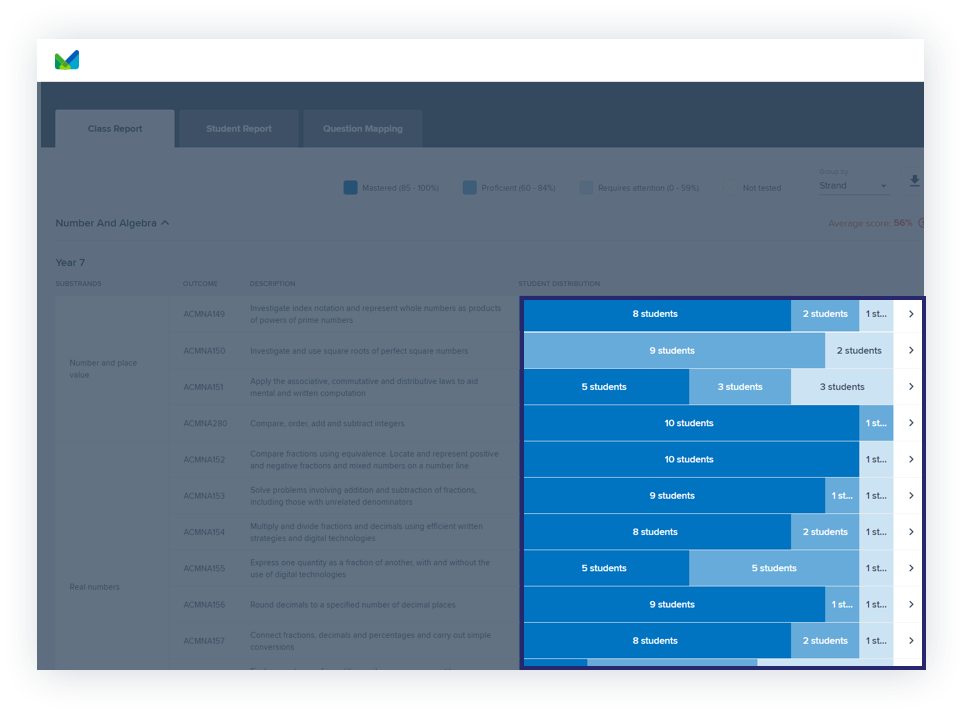 Class Report Student Report Question Mapping
Group by
Mastered (85 - 100%) Proficient (60 - 84%) Requires attention (0 - 59%) Not tested Strand
Number And Algebra Average score: 56%
Year 7
SUBSTRANDS OUTCOME DESCRIPTION STUDENT DISTRIBUTION
Number and place
value
ACMNA149
Investigate index notation and represent whole numbers as products
of powers of prime numbers
8 students 2 students 1 st...
ACMNA150 Investigate and use square roots of perfect square numbers 9 students 2 students
ACMNA151
Apply the associative, commutative and distributive laws to aid
mental and written computation
5 students 3 students 3 students
ACMNA280 Compare, order, add and subtract integers 10 students 1 st...
Real numbers
ACMNA152
Compare fractions using equivalence. Locate and represent positive
and negative fractions and mixed numbers on a number line
10 students 1 st...
ACMNA153
Solve problems involving addition and subtraction of fractions,
including those with unrelated denominators
9 students 1 st... 1 st...
ACMNA154
Multiply and divide fractions and decimals using efficient written
strategies and digital technologies
8 students 2 students 1 st...
ACMNA155
Express one quantity as a fraction of another, with and without the
use of digital technologies
5 students 5 students 1 st...
ACMNA156 Round decimals to a specified number of decimal places 9 students 1 st... 1 st...
ACMNA157
Connect fractions, decimals and percentages and carry out simple
conversions
8 students 2 students 1 st...